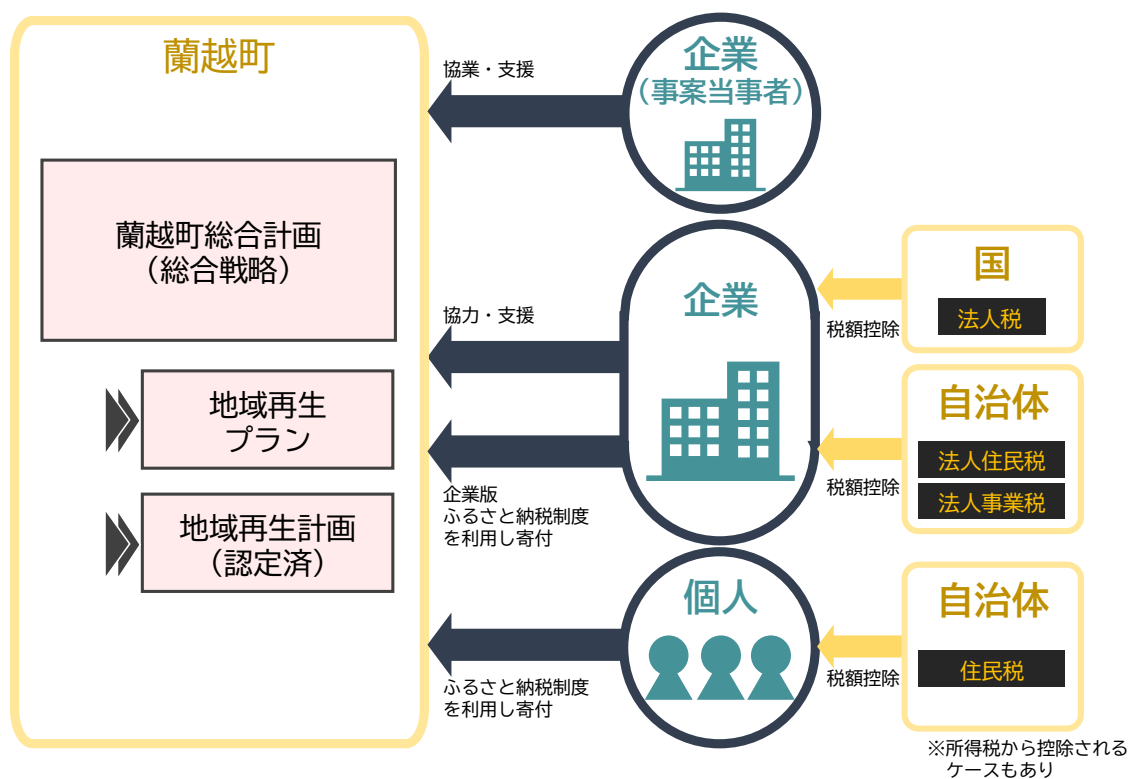 蘭越町
蘭越町総合計画
（総合戦略）
地域再生
プラン
地域再生計画
（認定済）
協業・支援
企業
（事案当事者）
協力・支援
企業版
ふるさと納税制度
を利用し寄付
企業
税額控除
国
法人税
税額控除
自治体
法人住民税
法人事業税
ふるさと納税制度
を利用し寄付
個人
税額控除
自治体
住民税
※所得税から控除される
ケースもあり